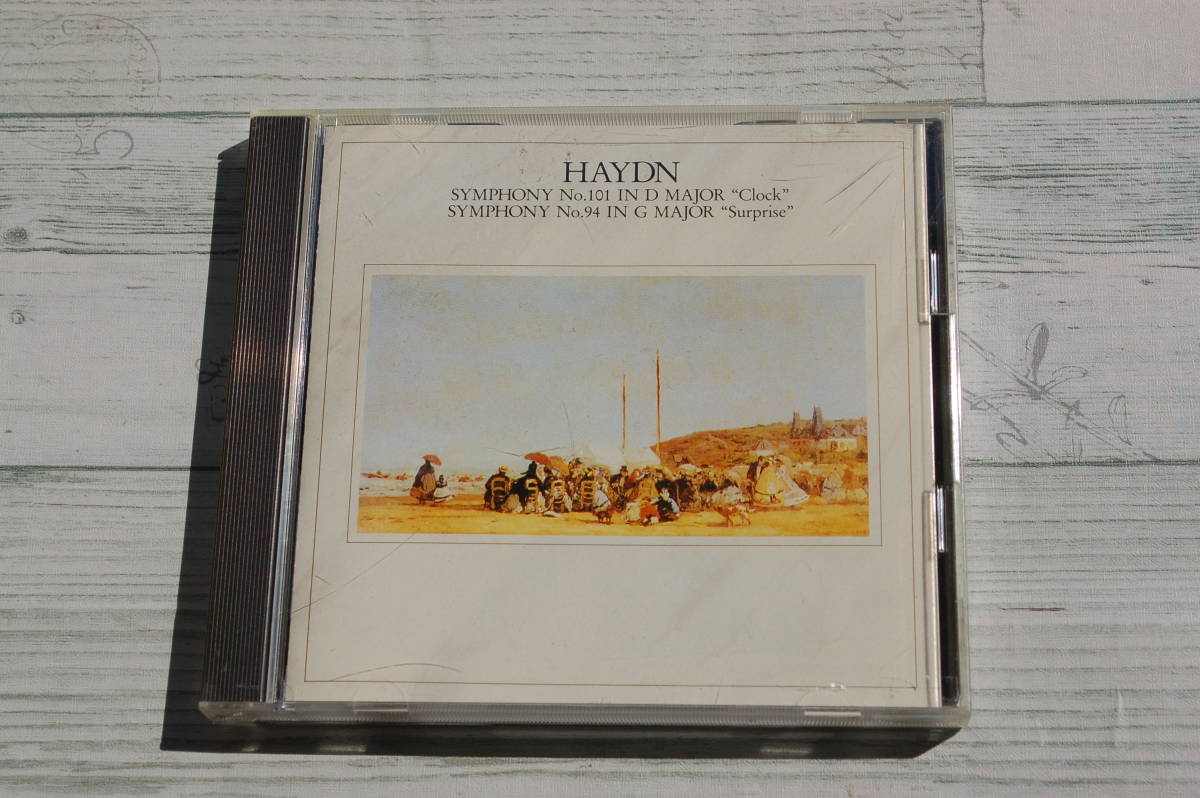 HAYDN
SYMPHONY No.101 IN D MAJOR “Clock”
SYMPHONY No.94 IN G MAJOR “Surprise”